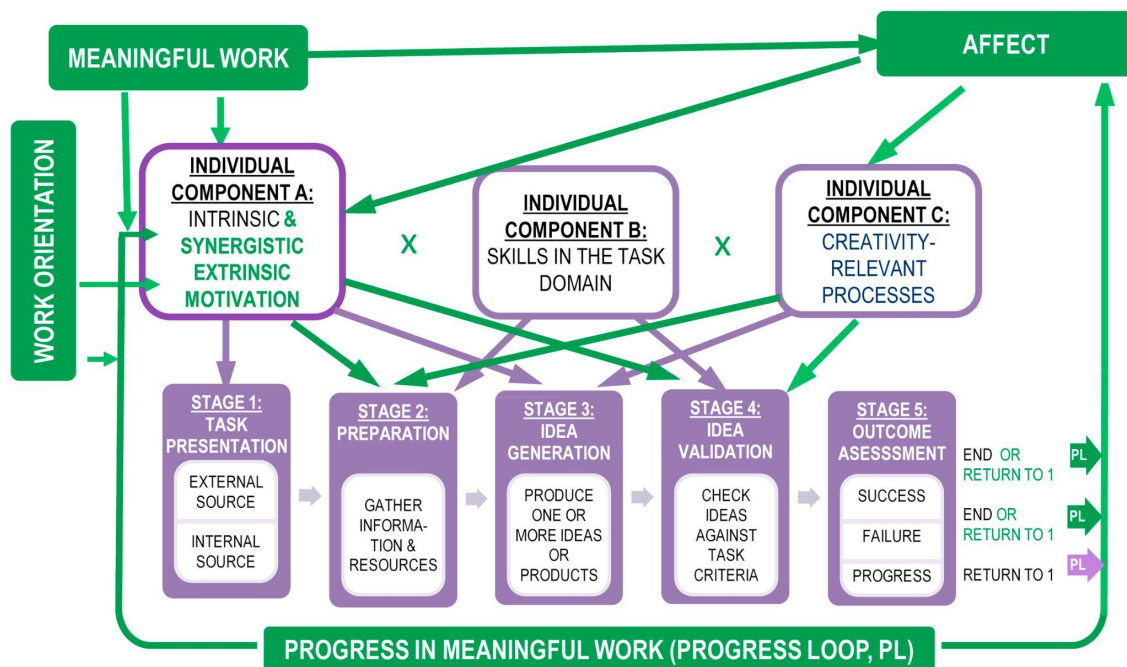 MEANINGFUL WORK
AFFECT
WORK ORIENTATION
INDIVIDUAL
COMPONENT A:
INTRINSIC &
SYNERGISTIC
EXTRINSIC
MOTIVATION
X
INDIVIDUAL
COMPONENT B:
SKILLS IN THE TASK
DOMAIN
X
INDIVIDUAL
COMPONENT C:
CREATIVITY-
RELEVANT
PROCESSES
STAGE 1:
TASK
PRESENTATION
EXTERNAL
SOURCE
INTERNAL
SOURCE
STAGE 2:
PREPARATION
GATHER
INFORMA-
TION &
RESOURCES
STAGE 3:
IDEA
GENERATION
PRODUCE
ONE OR
MORE IDEAS
OR
PRODUCTS
STAGE 4:
IDEA
VALIDATION
CHECK
IDEAS
AGAINST
TASK
CRITERIA
STAGE 5:
OUTCOME
ASESSSMENT
SUCCESS
FAILURE
PROGRESS
END OR
RETURN TO 1
PL
END OR
RETURN TO 1
PL
RETURN TO 1
PL
PROGRESS IN MEANINGFUL WORK (PROGRESS LOOP, PL)